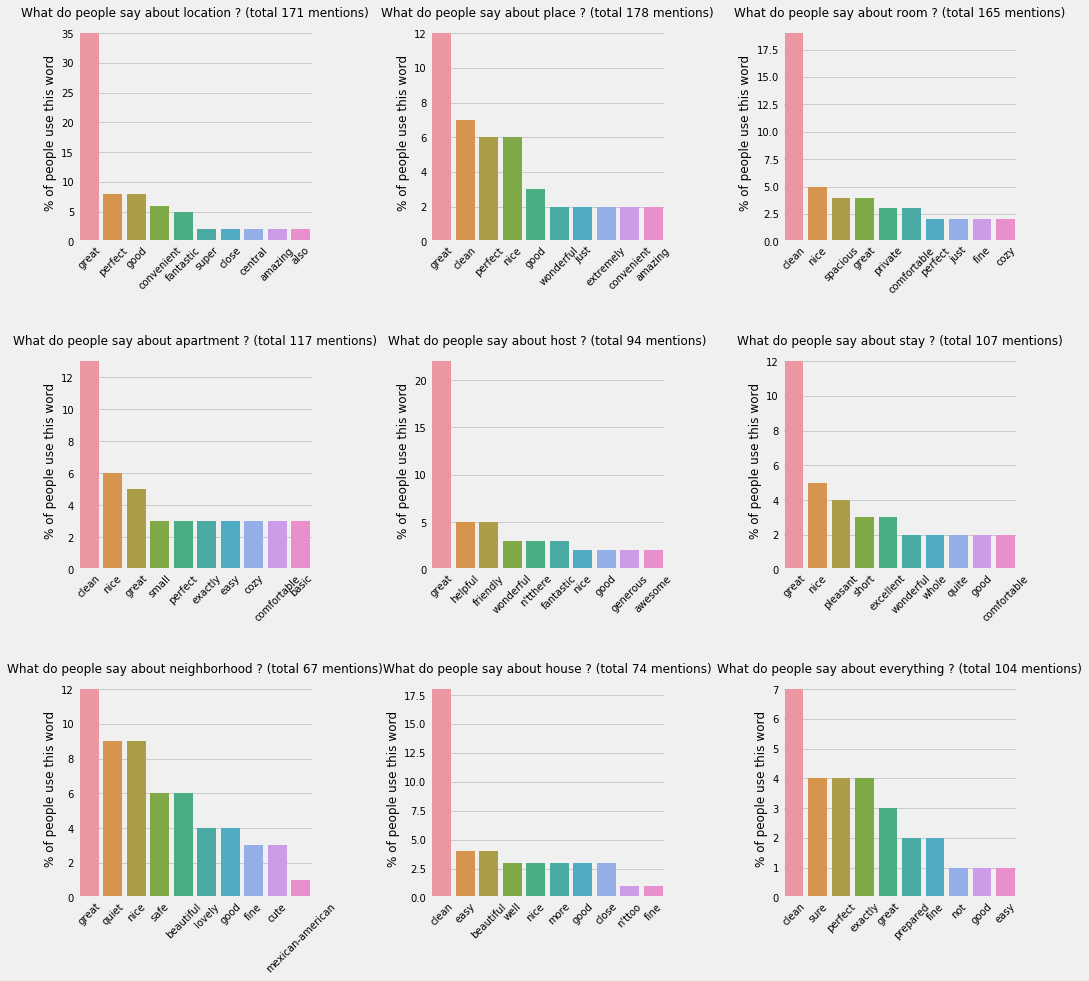 What do people say about location ? (total 171 mentions)
% of people use this word
35
30
25
20
15
10
5
0
great
perfect
good
convenient
fantastic
super
close
central
amazing
also
What do people say about place ? (total 178 mentions)
% of people use this word
12
10
8
6
4
2
0
great
clean
perfect
nice
good
wonderful
just
extremely
convenient
amazing
What do people say about room ? (total 165 mentions)
% of people use this word
17.5
15.0
12.5
10.0
7.5
5.0
2.5
0.0
clean
nice
spacious
great
private
comfortable
perfect
just
fine
cozy
What do people say about apartment ? (total 117 mentions)
% of people use this word
12
10
8
6
4
2
0
clean
nice
great
small
perfect
exactly
easy
cozy
comfortable
basic
What do people say about host ? (total 94 mentions)
% of people use this word
20
15
10
5
0
great
helpful
friendly
wonderful
n'tthere
fantastic
nice
good
generous
awesome
What do people say about stay ? (total 107 mentions)
% of people use this word
12
10
8
6
4
2
0
great
nice
pleasant
short
excellent
wonderful
whole
quite
good
comfortable
What do people say about neighborhood ? (total 67 mentions)
% of people use this word
12
10
8
6
4
2
0
great
quiet
nice
safe
beautiful
lovely
good
fine
cute
mexican-american
What do people say about house ? (total 74 mentions)
% of people use this word
17.5
15.0
12.5
10.0
7.5
5.0
2.5
0.0
clean
easy
beautiful
well
nice
more
good
close
n'ttoo
fine
What do people say about everything ? (total 104 mentions)
% of people use this word
7
6
5
4
3
2
1
0
clean
sure
perfect
exactly
great
prepared
fine
not
good
easy